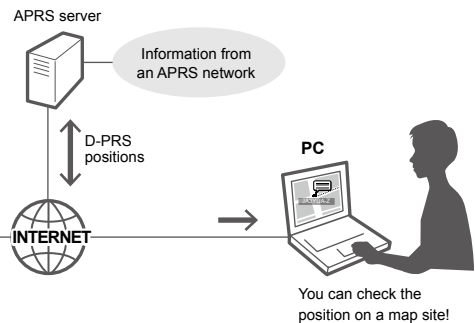 APRS server
Information from
an APRS network
D-PRS
positions
PC
INTERNET
You can check the
position on a map site!